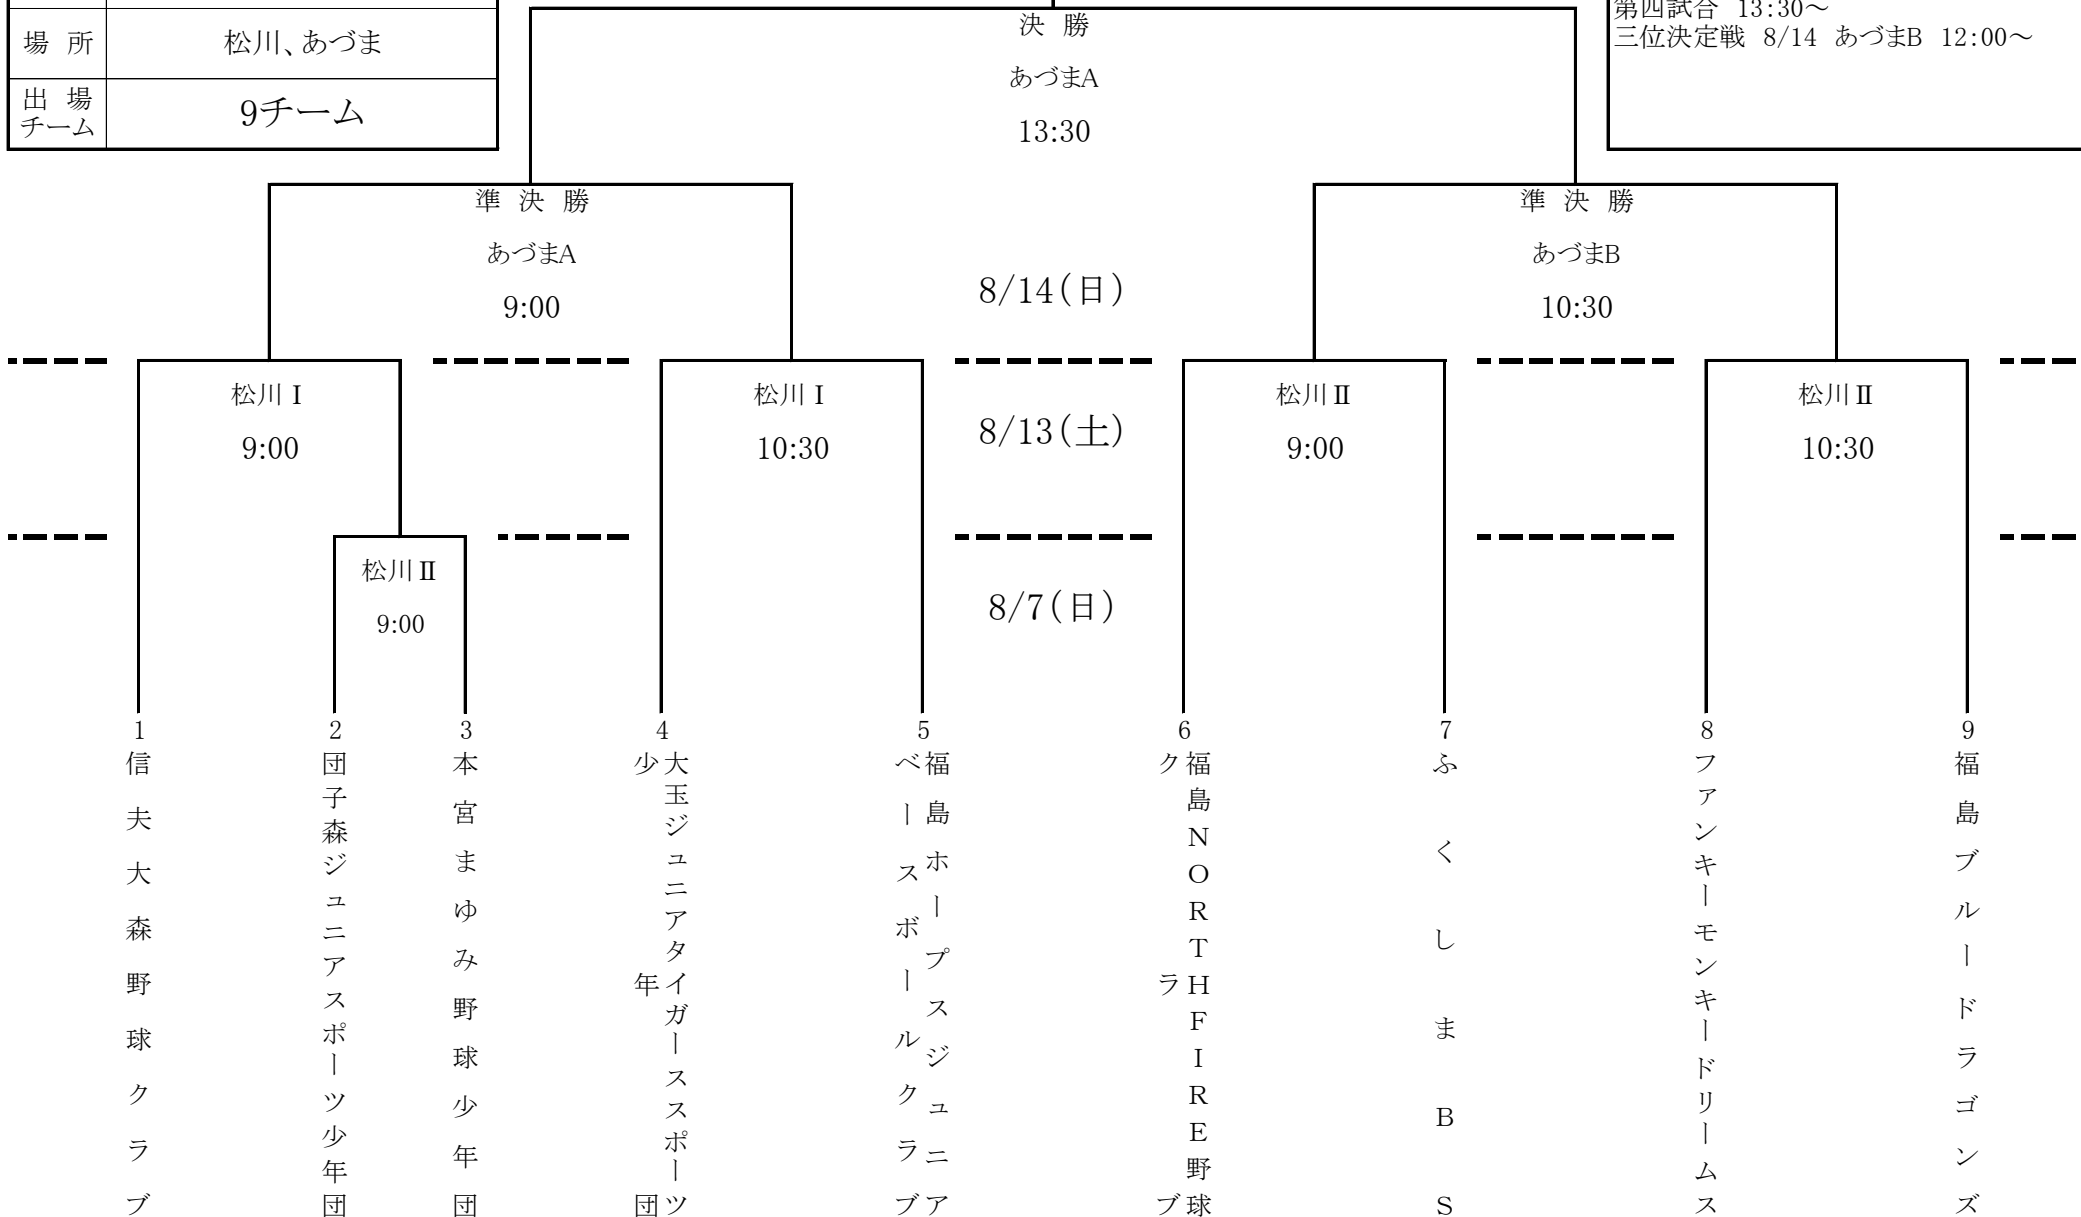 場 所
松川、あづま
出 場
チーム
9チーム
第四試合 13:30～
三位決定戦 8/14 あづまB 12:00～
決 勝
あづまA
13:30
準 決 勝
あづまA
9:00
準 決 勝
あづまB
10:30
8/14(日)
松川Ⅰ
9:00
松川Ⅰ
10:30
8/13(土)
松川Ⅱ
9:00
松川Ⅱ
10:30
松川Ⅱ
9:00
8/7(日)
1
信夫大森野球クラブ
2
団子森ジュニアスポーツ少年団
3
本宮まゆみ野球少年団
4
大玉ジュニアタイガーススポーツ
少年団
5
福島ホープスジュニア
ベースボールクラブ
6
福島NORTHFIRE野球
クラブ
7
ふくしまBS
8
ファンキーモンキードリームス
9
福島ブルードラゴンズ